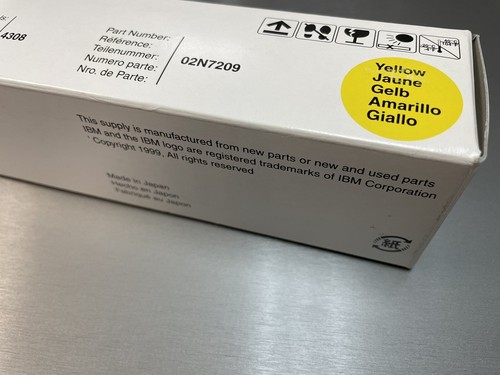 4308
Part Number:
Référence:
Teilenummer:
Numero parte:
Nro. de Parte:
02N7209
Yellow
Jaune
Gelb
Amarillo
Giallo
This supply is manufactured from new parts or new and used parts
IBM and the IBM logo are registered trademarks of IBM Corporation
Copyright 1999, All rights reserved
Made in Japan
Hecho en Japón
Fabriqué au Japon
紙